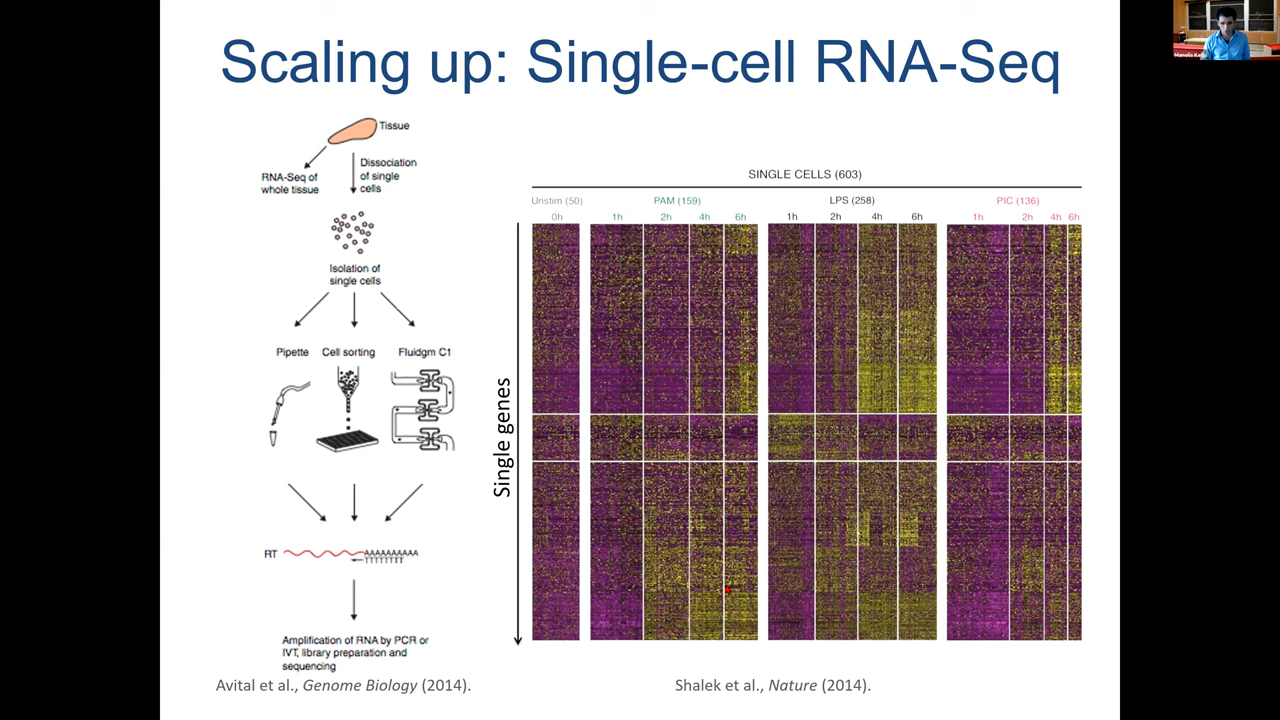 Scaling up: Single-cell RNA-Seq
Tissue
RNA-Seq of
whole tissue
Dissociation
of single
cells
Isolation of
single cells
Pipette
Cell sorting
Fluidgm C1
RT
AAAAAAAAAA
TTTTTTTT
Amplification of RNA by PCR or
IVT, library preparation and
sequencing
Avital et al., Genome Biology (2014).
Single genes
SINGLE CELLS (603)
Unstim (50) PAM (159) LPS (258) PIC (136)
0h 1h 2h 4h 6h 1h 2h 4h 6h 1h 2h 4h 6h
Shalek et al., Nature (2014).
Manolis